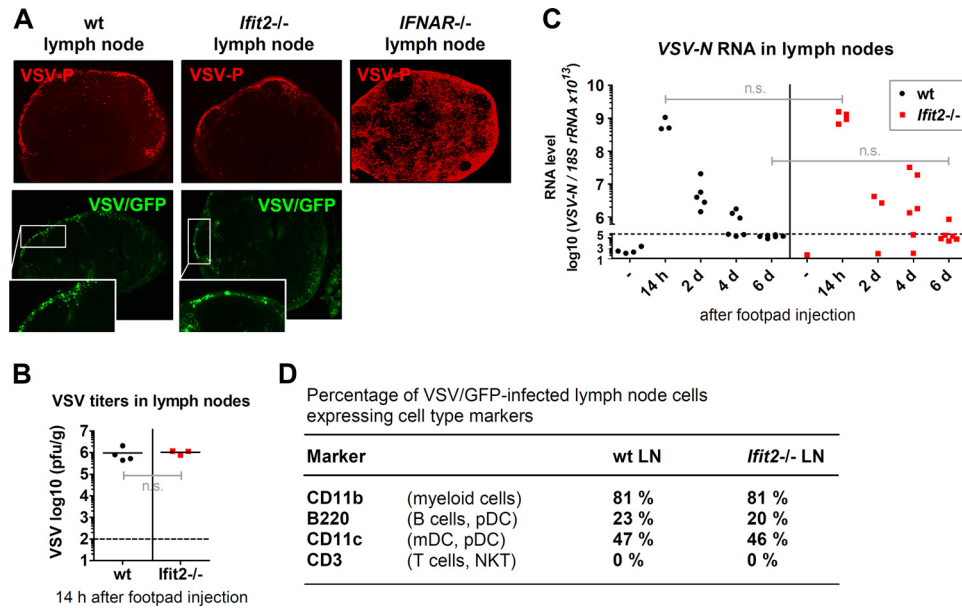 A
wt
lymph node
Ifit2-/-
lymph node
IFNAR-/-
lymph node
VSV-P
VSV-P
VSV-P
VSV/GFP
VSV/GFP
B
VSV titers in lymph nodes
VSV log10 (pfu/g)
7
6
5
4
3
2
1
n.s.
wt
Ifit2-/-
14 h after footpad injection
C
VSV-N RNA in lymph nodes
RNA level
log10 (VSV-N / 18S rRNA x10^13)
10
9
8
7
6
5
3
1
n.s.
n.s.
wt
Ifit2-/-
-
14 h
2 d
4 d
6 d
-
14 h
2 d
4 d
6 d
after footpad injection
D
Percentage of VSV/GFP-infected lymph node cells
expressing cell type markers
Marker wt LN Ifit2-/- LN
CD11b (myeloid cells) 81 % 81 %
B220 (B cells, pDC) 23 % 20 %
CD11c (mDC, pDC) 47 % 46 %
CD3 (T cells, NKT) 0 % 0 %